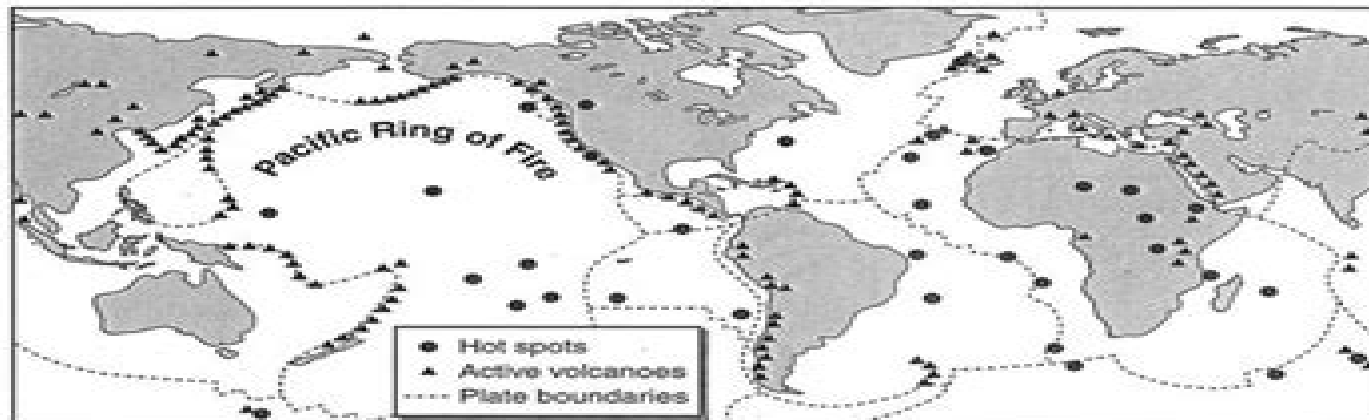 Pacific Ring of Fire
Hot spots
Active volcanoes
Plate boundaries